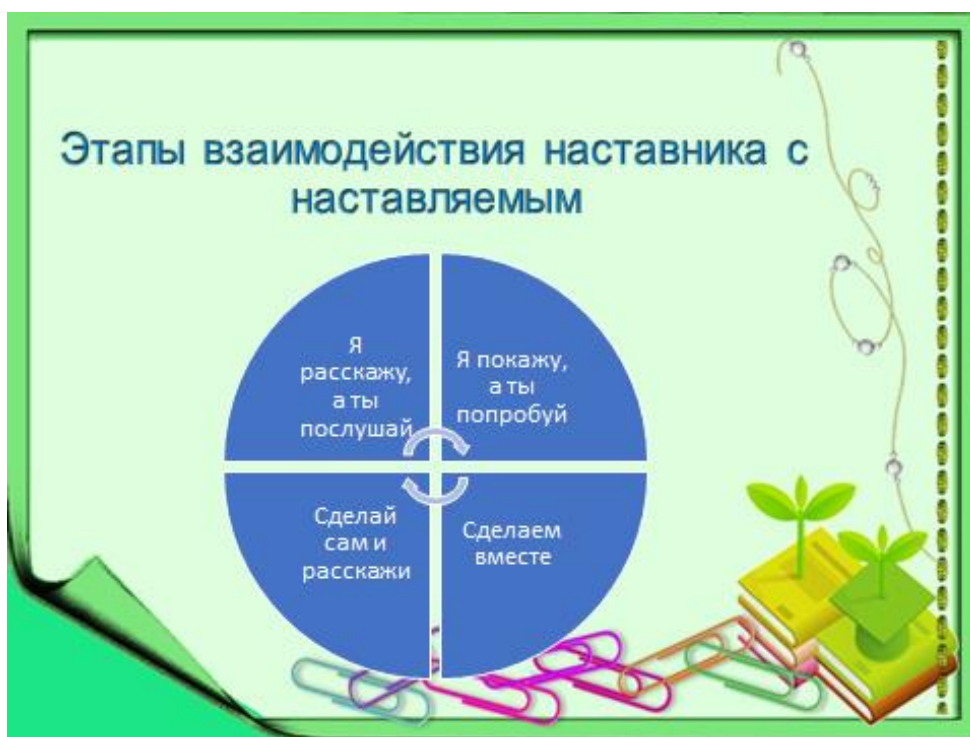 Этапы взаимодействия наставника с
наставляемым
Я
расскажу,
а ты
послушай
Я покажу,
а ты
попробуй
Сделай
сам и
расскажи
Сделаем
вместе